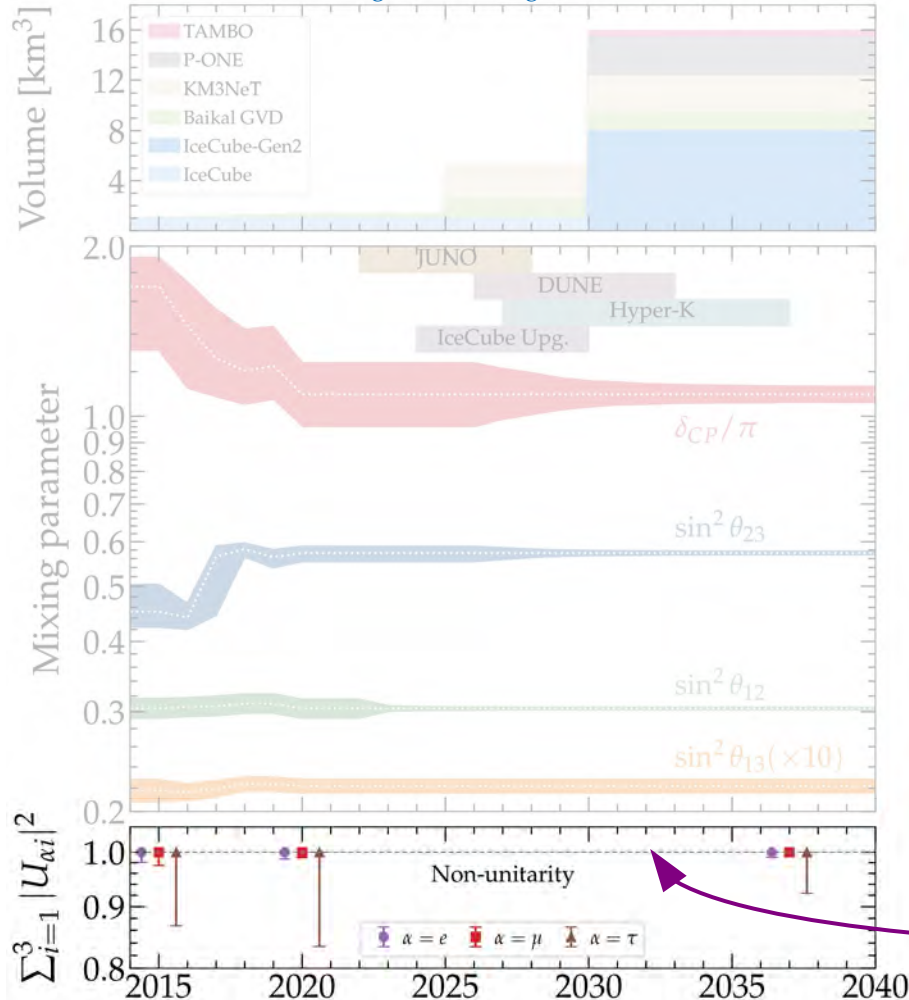 Volume [km³]
16
12
8
4
TAMBO
P-ONE
KM3NeT
Baikal GVD
IceCube-Gen2
IceCube
Mixing parameter
2.0
1.0
0.9
0.8
0.7
0.6
0.5
0.4
0.3
0.2
JUNO
DUNE
Hyper-K
IceCube Upg.
δCP/π
sin² θ23
sin² θ12
sin² θ13(×10)
∑³i=1 |Uαi|²
1.0
0.9
0.8
Non-unitarity
α = e α = μ α = τ
2015 2020 2025 2030 2035 2040